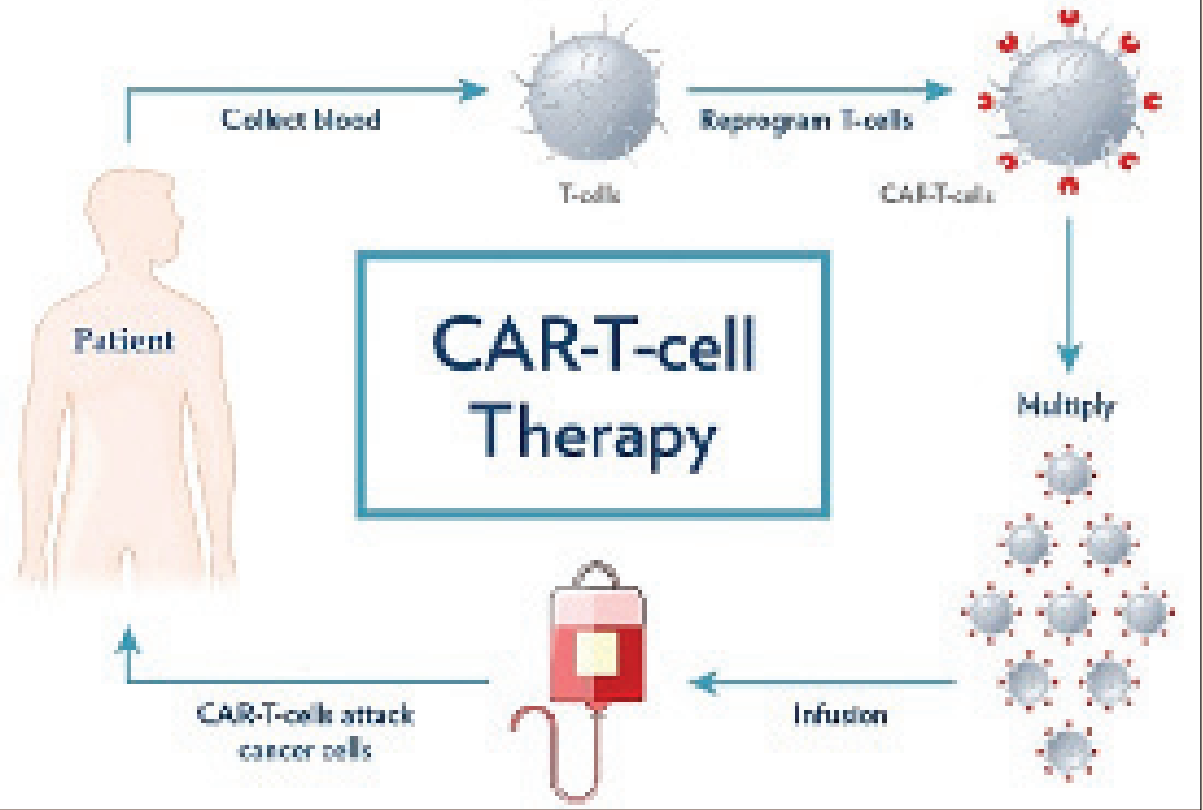 Collect blood
Reprogram T-cells
T-cells
CAR-T-cells
Patient
CAR-T-cell
Therapy
Multiply
Infusion
CAR-T-cells attack
cancer cells